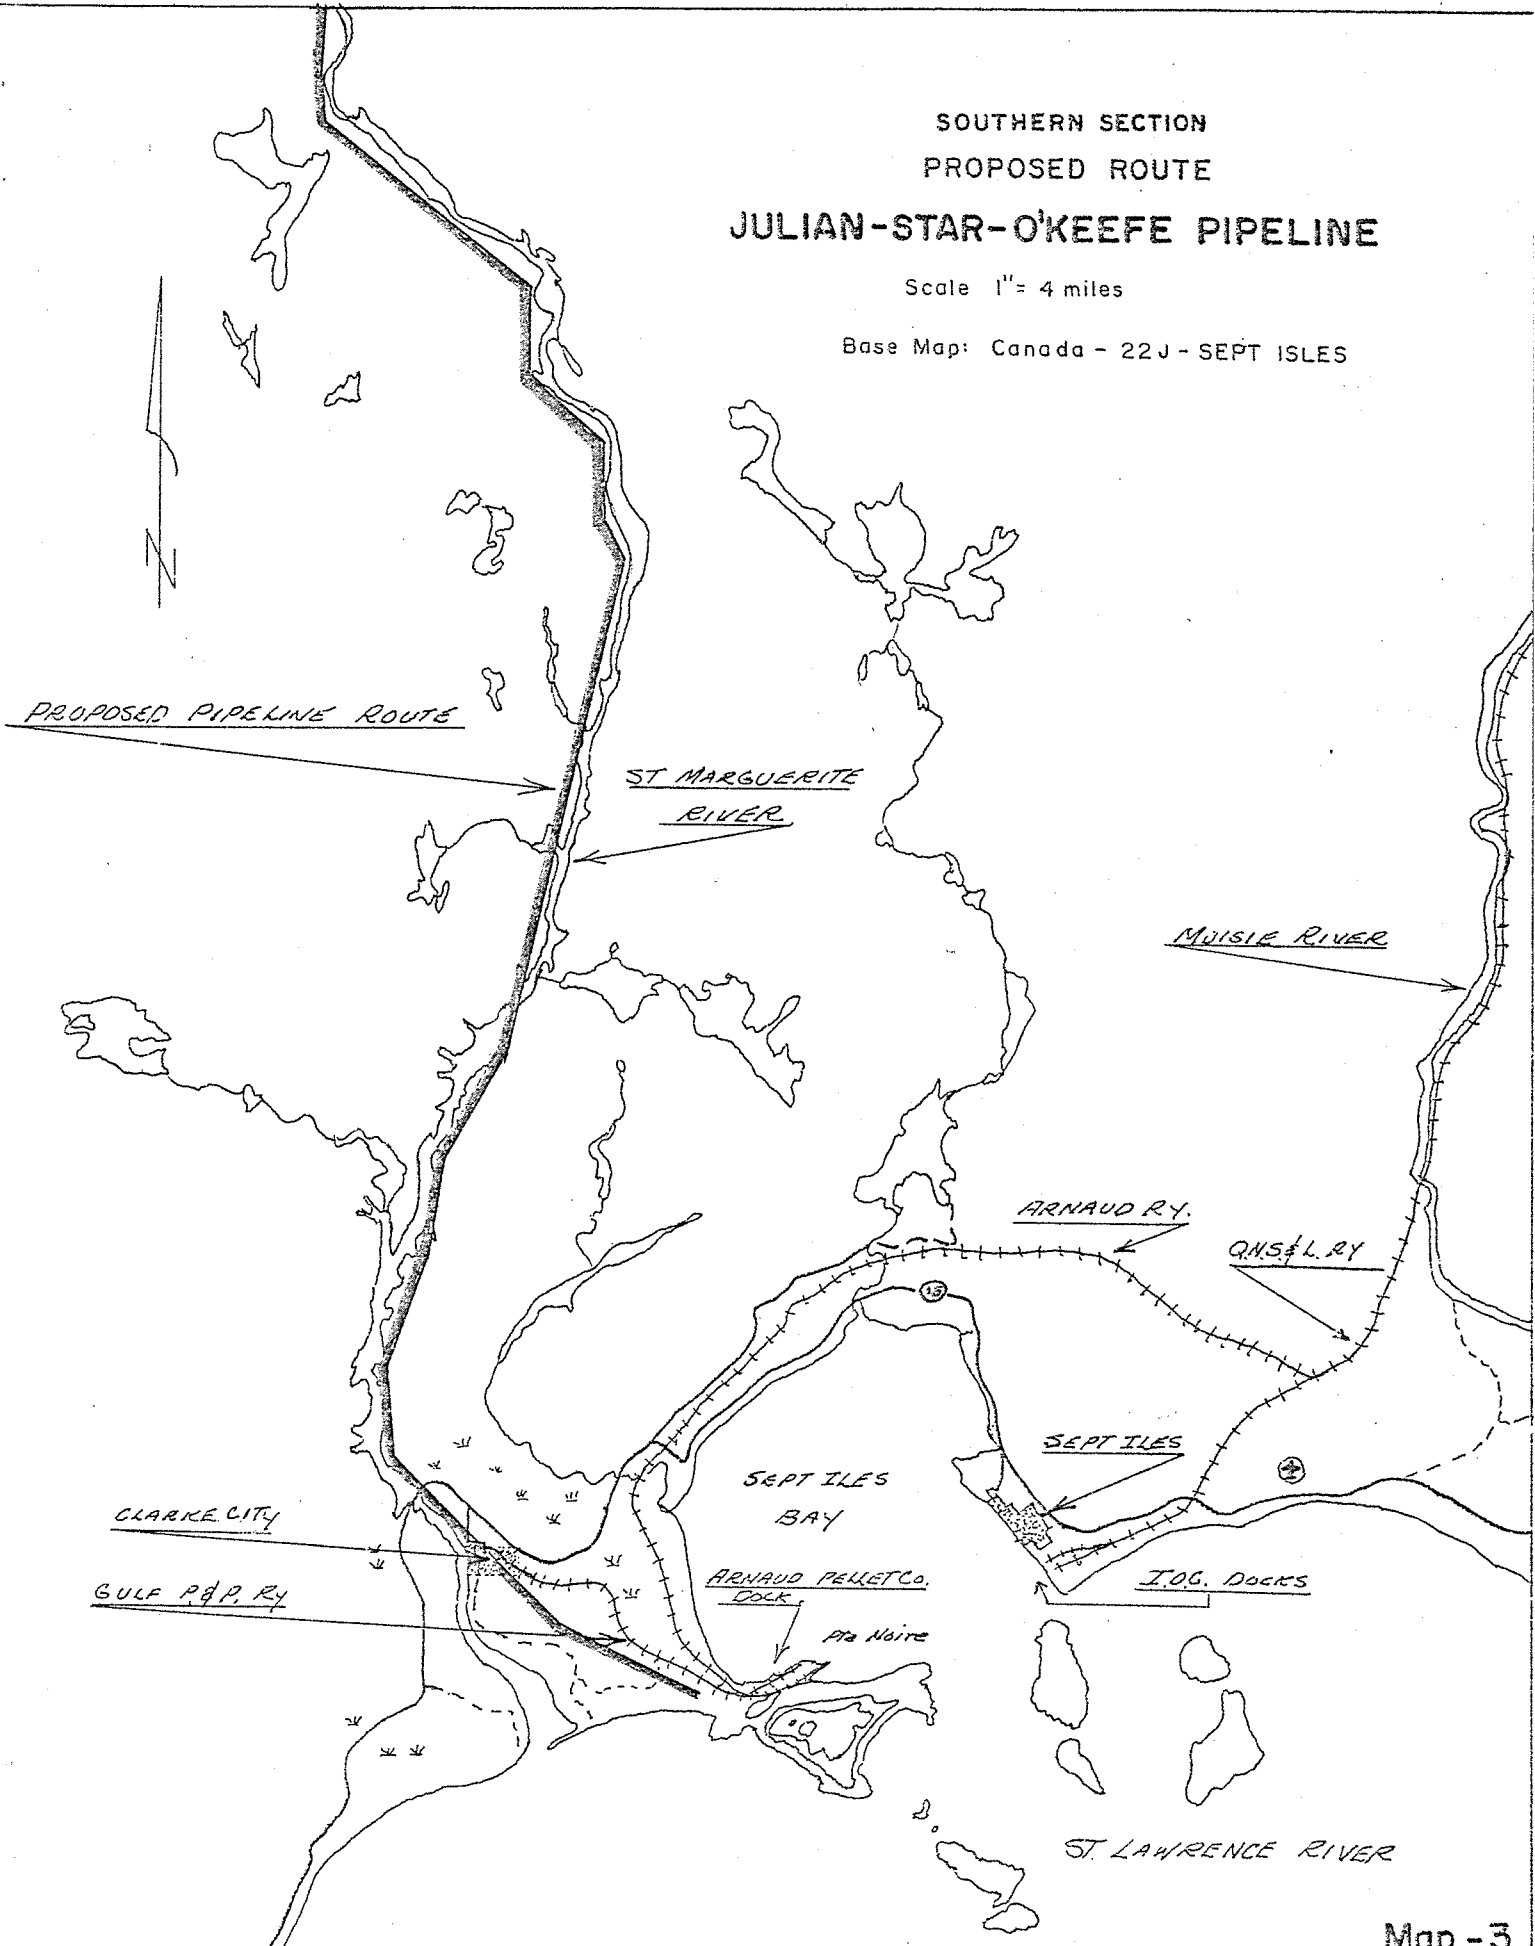 SOUTHERN SECTION
PROPOSED ROUTE
JULIAN-STAR-O'KEEFE PIPELINE
Scale 1"= 4 miles
Base Map: Canada - 22J - SEPT ISLES
N
PROPOSED PIPELINE ROUTE
ST MARGUERITE
RIVER
MOISIE RIVER
ARNAUD RY.
Q.N.S.& L. RY
15
SEPT ILES
SEPT ILES
BAY
CLARKE CITY
GULF P.& P. RY
ARNAUD PELLET CO.
DOCK
Pte Noire
I.O.C. DOCKS
ST. LAWRENCE RIVER
Map - 3